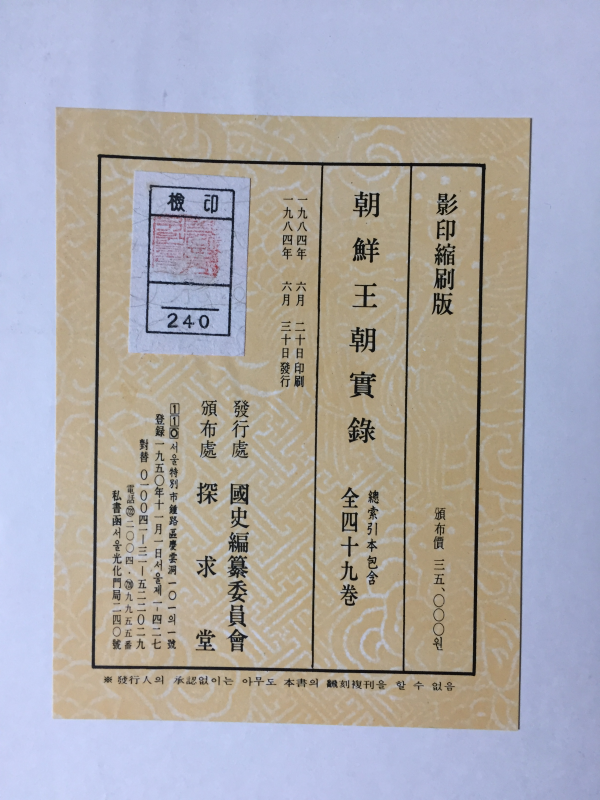 影印縮刷版
頒布價 三五、〇〇〇원
朝鮮王朝實錄
總索引本包含
全四十九卷
一九八四年 六月 二十日印刷
一九八四年 六月 三十日發行
檢印
240
發行處 國史編纂委員會
頒布處 探求堂
110 서울特別市鍾路區慶雲洞一〇一의一號
登錄一九五〇年十一月一日서울제一-四二七
對替 〇一〇〇四一-三一-五二二〇二九
電話 二〇〇四・九九五五番
私書函서울光化門局二四〇號
※ 發行人의 承認없이는 아무도 本書의 飜刻複刊을 할 수 없음